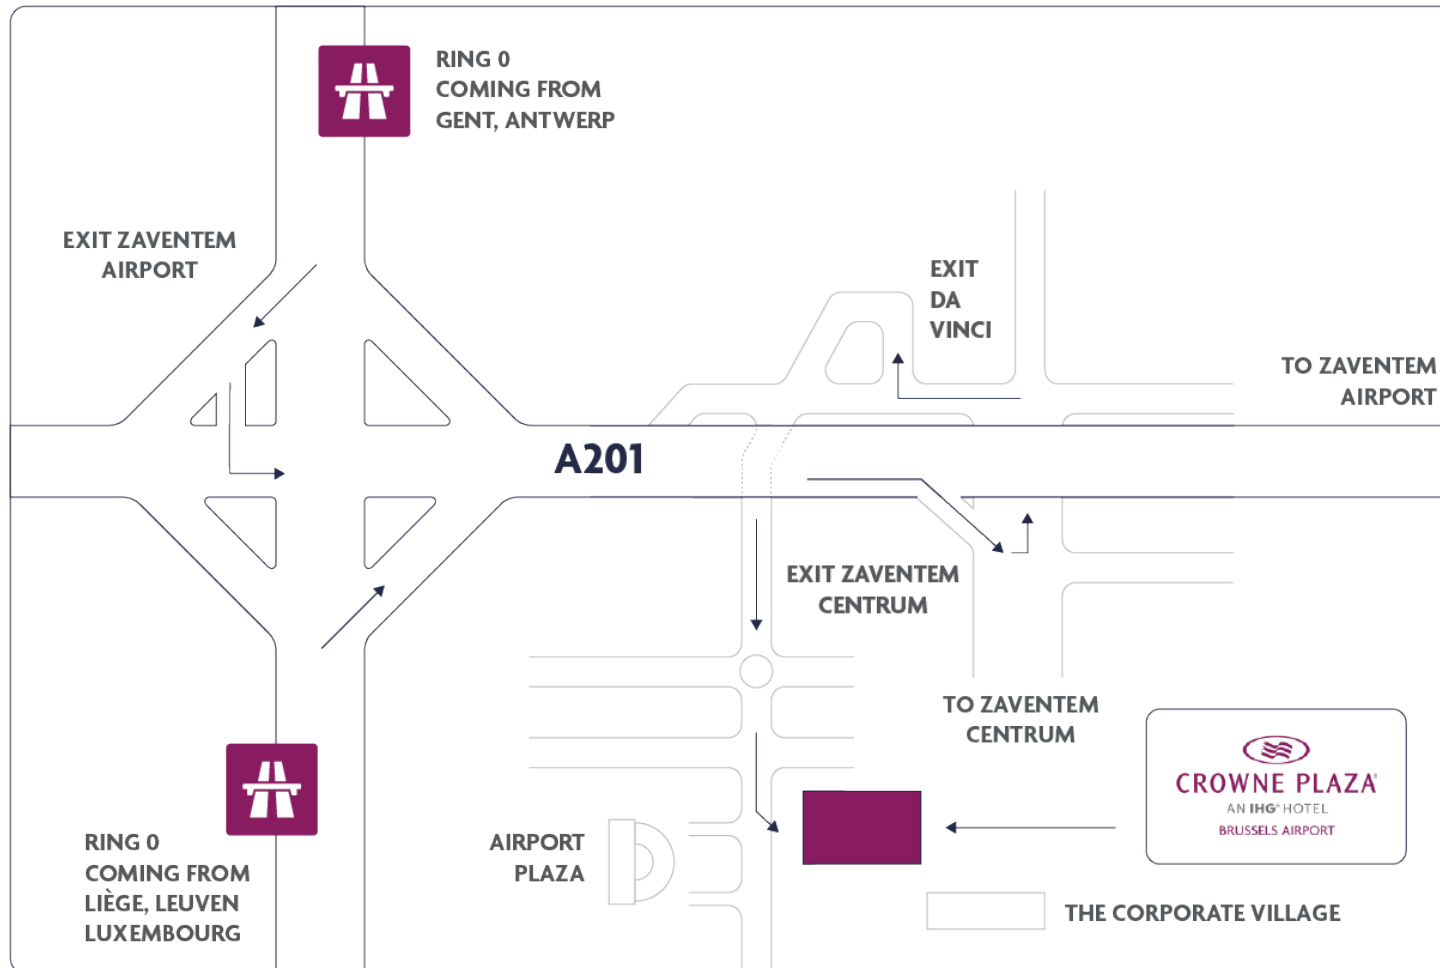 RING 0
COMING FROM
GENT, ANTWERP
EXIT ZAVENTEM
AIRPORT
EXIT
DA
VINCI
TO ZAVENTEM
AIRPORT
A201
EXIT ZAVENTEM
CENTRUM
TO ZAVENTEM
CENTRUM
CROWNE PLAZA®
AN IHG® HOTEL
BRUSSELS AIRPORT
RING 0
COMING FROM
LIÈGE, LEUVEN
LUXEMBOURG
AIRPORT
PLAZA
THE CORPORATE VILLAGE